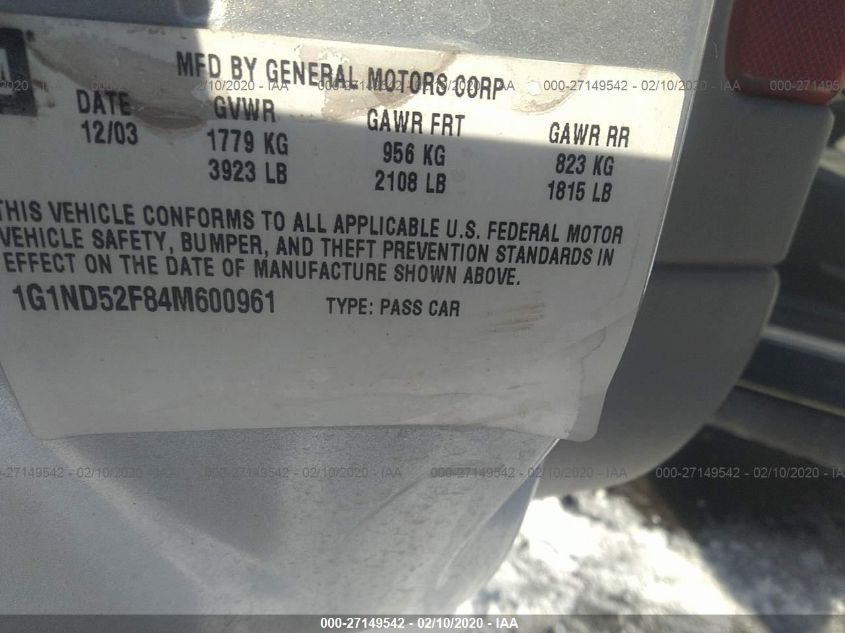 MFD BY GENERAL MOTORS CORP
DATE GVWR GAWR FRT GAWR RR
12/03 1779 KG 956 KG 823 KG
3923 LB 2108 LB 1815 LB
THIS VEHICLE CONFORMS TO ALL APPLICABLE U.S. FEDERAL MOTOR
VEHICLE SAFETY, BUMPER, AND THEFT PREVENTION STANDARDS IN
EFFECT ON THE DATE OF MANUFACTURE SHOWN ABOVE.
1G1ND52F84M600961 TYPE: PASS CAR
000-27149542 - 02/10/2020 - IAA